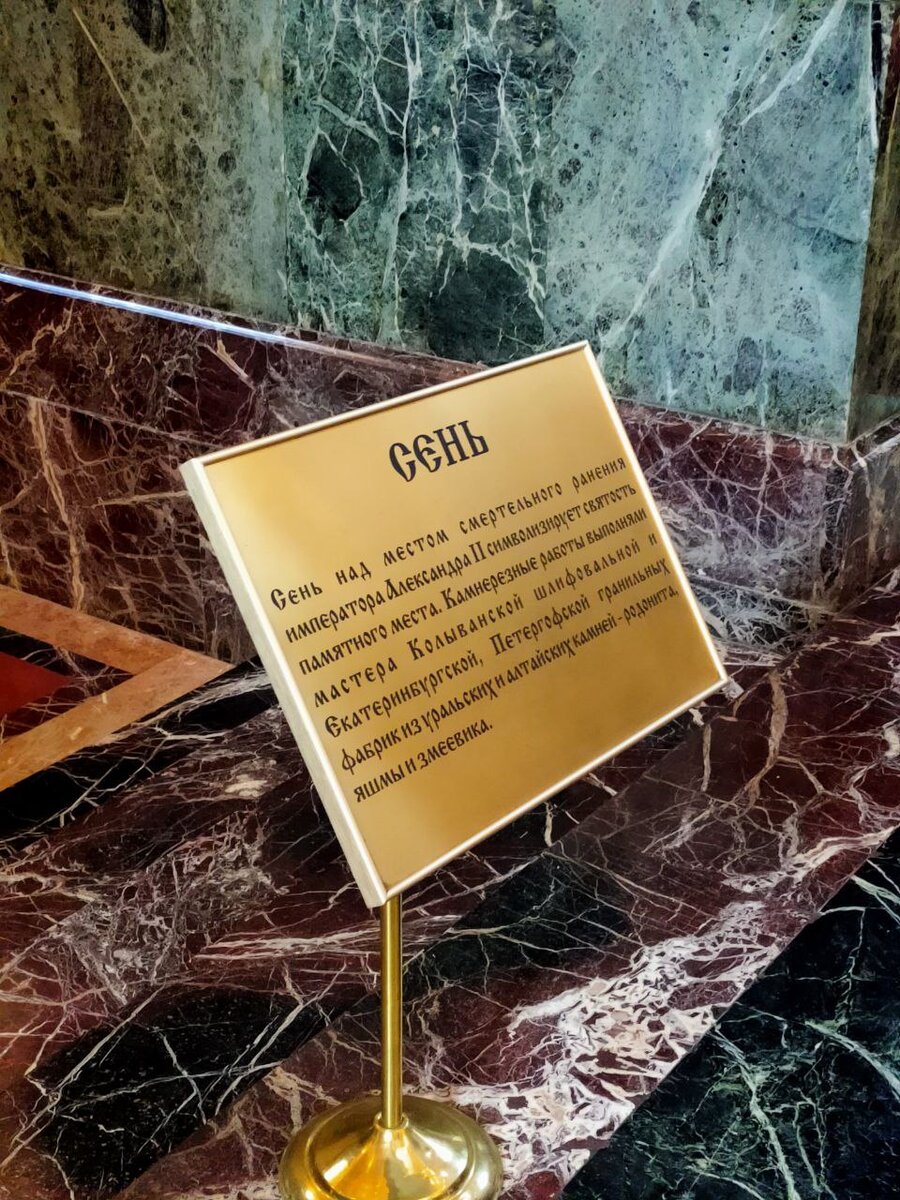 СЕНЬ
Сень над местом смертельного ранения
императора Александра II символизирует святость
памятного места. Камнерезные работы выполняли
мастера Колыванской шлифовальной и
Екатеринбургской, Петергофской гранильных
фабрик из уральских и алтайских камней - родонита,
яшмы и змеевика.